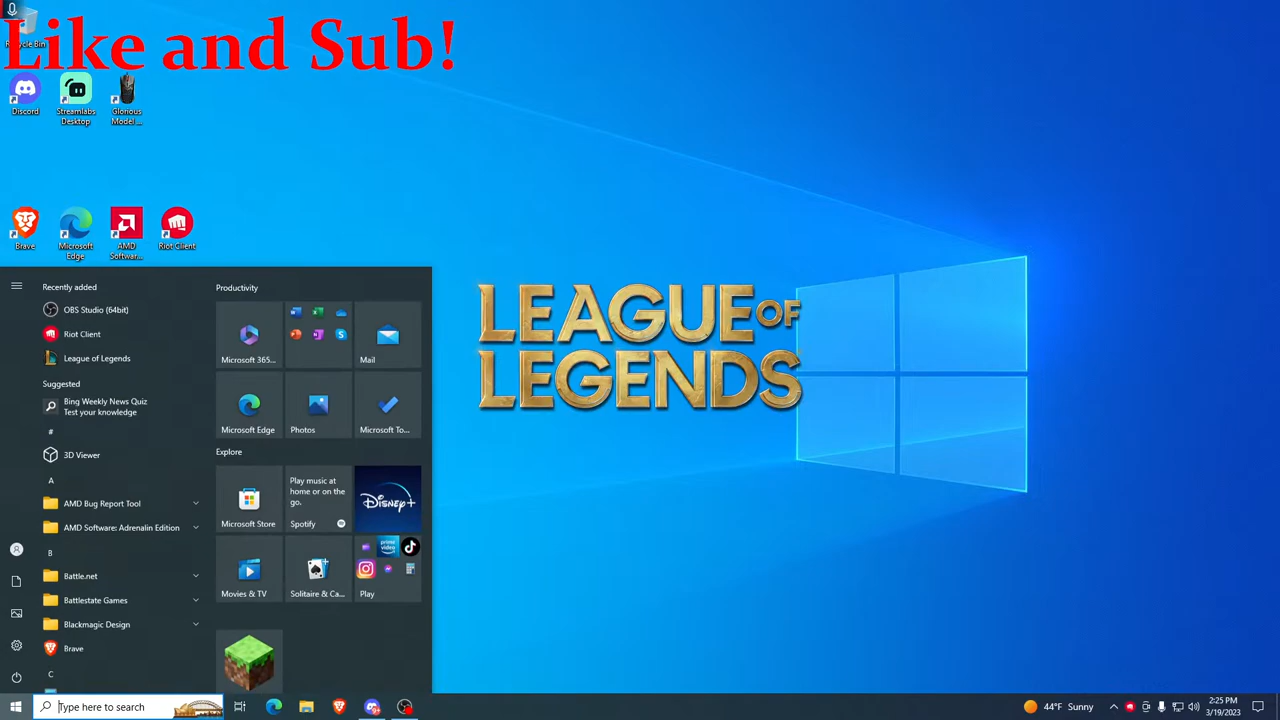 Recycle Bin
Like and Sub!
Discord
Streamlabs
Desktop
Glorious
Model ...
Brave
Microsoft
Edge
AMD
Softwar...
Riot Client
Recently added
OBS Studio (64bit)
Riot Client
League of Legends
Suggested
Bing Weekly News Quiz
Test your knowledge
#
3D Viewer
A
AMD Bug Report Tool
AMD Software: Adrenalin Edition
B
Battle.net
Battlestate Games
Blackmagic Design
Brave
C
Productivity
Microsoft 365...
Mail
Microsoft Edge
Photos
Microsoft To...
Explore
Microsoft Store
Play music at
home or on the
go.
Spotify
Disney+
Movies & TV
Solitaire & Ca...
prime
video
Play
LEAGUE OF
LEGENDS
Type here to search
44°F Sunny
2:25 PM
3/19/2023